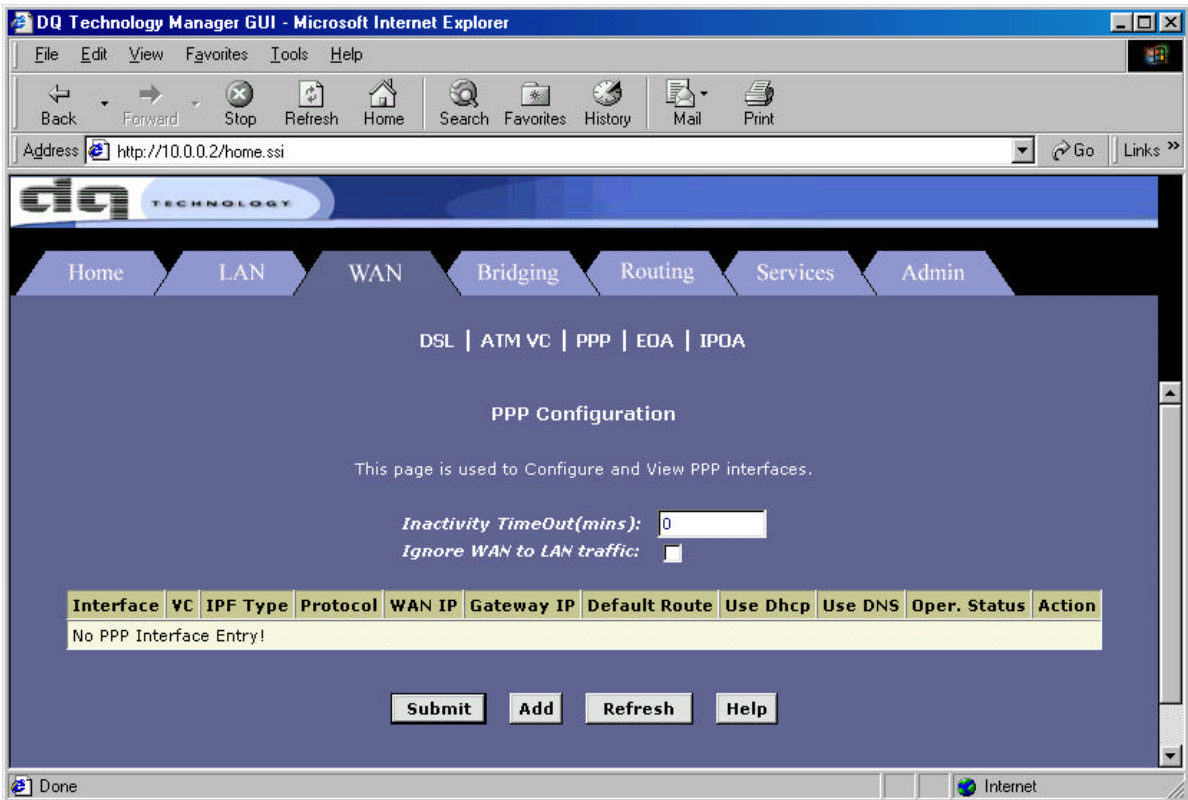 DQ Technology Manager GUI - Microsoft Internet Explorer
File Edit View Favorites Tools Help
Back Forward Stop Refresh Home Search Favorites History Mail Print
Address http://10.0.0.2/home.ssi Go Links »
dq TECHNOLOGY
Home LAN WAN Bridging Routing Services Admin
DSL | ATM VC | PPP | EOA | IPOA
PPP Configuration
This page is used to Configure and View PPP interfaces.
Inactivity TimeOut(mins): 0
Ignore WAN to LAN traffic:
Interface VC IPF Type Protocol WAN IP Gateway IP Default Route Use Dhcp Use DNS Oper. Status Action
No PPP Interface Entry!
Submit Add Refresh Help
Done Internet